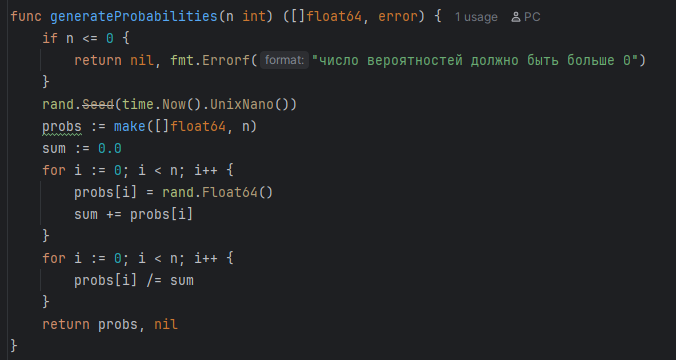 func generateProbabilities(n int) ([]float64, error) { 1 usage PC
    if n <= 0 {
        return nil, fmt.Errorf( format: "число вероятностей должно быть больше 0")
    }
    rand.Seed(time.Now().UnixNano())
    probs := make([]float64, n)
    sum := 0.0
    for i := 0; i < n; i++ {
        probs[i] = rand.Float64()
        sum += probs[i]
    }
    for i := 0; i < n; i++ {
        probs[i] /= sum
    }
    return probs, nil
}